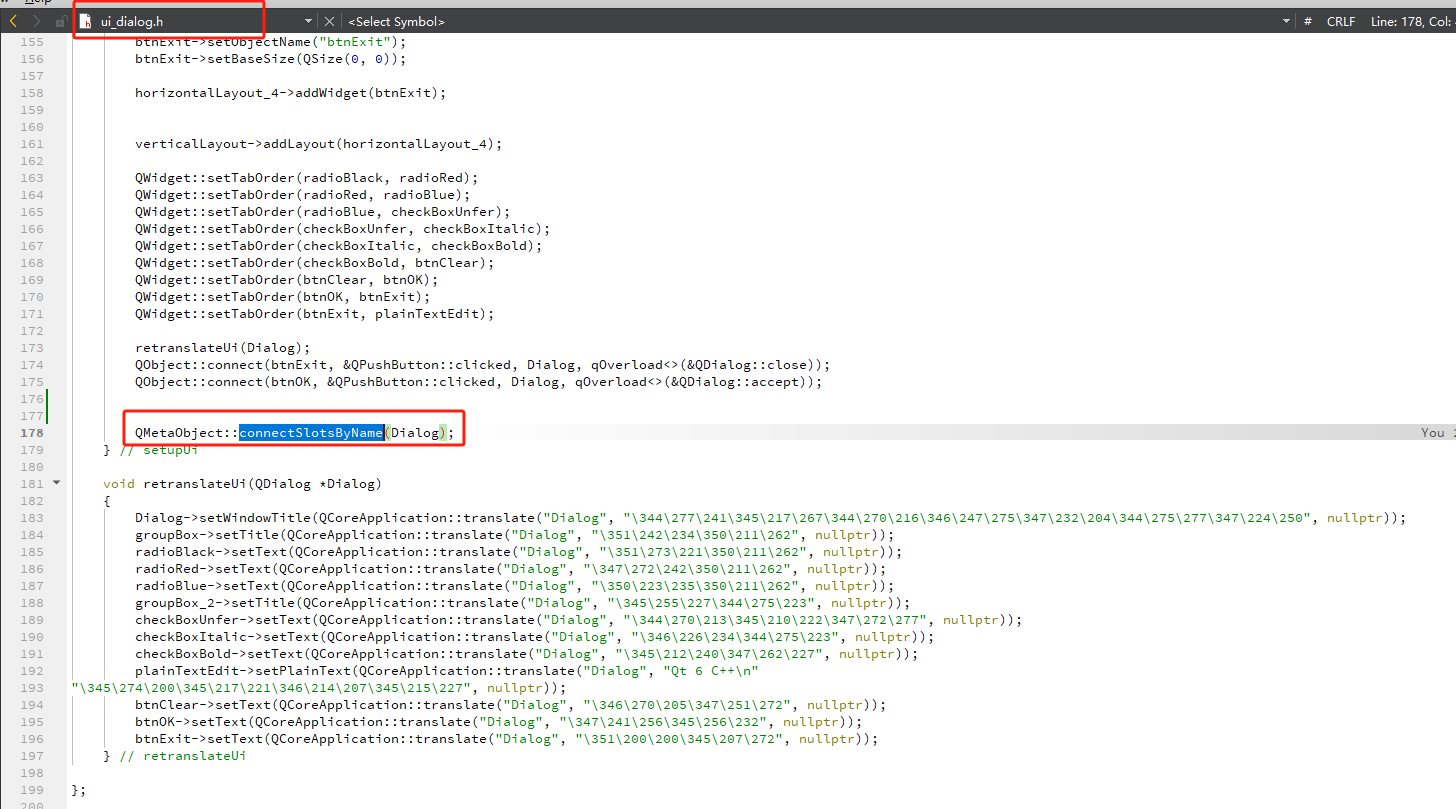 Help
ui_dialog.h <Select Symbol> # CRLF Line: 178, Col:
155 btnExit->setObjectName("btnExit");
156 btnExit->setBaseSize(QSize(0, 0));
157
158 horizontalLayout_4->addWidget(btnExit);
159
160
161 verticalLayout->addLayout(horizontalLayout_4);
162
163 QWidget::setTabOrder(radioBlack, radioRed);
164 QWidget::setTabOrder(radioRed, radioBlue);
165 QWidget::setTabOrder(radioBlue, checkBoxUnfer);
166 QWidget::setTabOrder(checkBoxUnfer, checkBoxItalic);
167 QWidget::setTabOrder(checkBoxItalic, checkBoxBold);
168 QWidget::setTabOrder(checkBoxBold, btnClear);
169 QWidget::setTabOrder(btnClear, btnOK);
170 QWidget::setTabOrder(btnOK, btnExit);
171 QWidget::setTabOrder(btnExit, plainTextEdit);
172
173 retranslateUi(Dialog);
174 QObject::connect(btnExit, &QPushButton::clicked, Dialog, qOverload<>(&QDialog::close));
175 QObject::connect(btnOK, &QPushButton::clicked, Dialog, qOverload<>(&QDialog::accept));
176
177
178 QMetaObject::connectSlotsByName(Dialog); You
179 } // setupUi
180
181 void retranslateUi(QDialog *Dialog)
182 {
183 Dialog->setWindowTitle(QCoreApplication::translate("Dialog", "\344\277\241\345\217\267\344\270\216\346\247\275\347\232\204\344\275\277\347\224\250", nullptr));
184 groupBox->setTitle(QCoreApplication::translate("Dialog", "\351\242\234\350\211\262", nullptr));
185 radioBlack->setText(QCoreApplication::translate("Dialog", "\351\273\221\350\211\262", nullptr));
186 radioRed->setText(QCoreApplication::translate("Dialog", "\347\272\242\350\211\262", nullptr));
187 radioBlue->setText(QCoreApplication::translate("Dialog", "\350\223\235\350\211\262", nullptr));
188 groupBox_2->setTitle(QCoreApplication::translate("Dialog", "\345\255\227\344\275\223", nullptr));
189 checkBoxUnfer->setText(QCoreApplication::translate("Dialog", "\344\270\213\345\210\222\347\272\277", nullptr));
190 checkBoxItalic->setText(QCoreApplication::translate("Dialog", "\346\226\234\344\275\223", nullptr));
191 checkBoxBold->setText(QCoreApplication::translate("Dialog", "\345\212\240\347\262\227", nullptr));
192 plainTextEdit->setPlainText(QCoreApplication::translate("Dialog", "Qt 6 C++\n"
193 "\345\274\200\345\217\221\346\214\207\345\215\227", nullptr));
194 btnClear->setText(QCoreApplication::translate("Dialog", "\346\270\205\347\251\272", nullptr));
195 btnOK->setText(QCoreApplication::translate("Dialog", "\347\241\256\345\256\232", nullptr));
196 btnExit->setText(QCoreApplication::translate("Dialog", "\351\200\200\345\207\272", nullptr));
197 } // retranslateUi
198
199 };
200